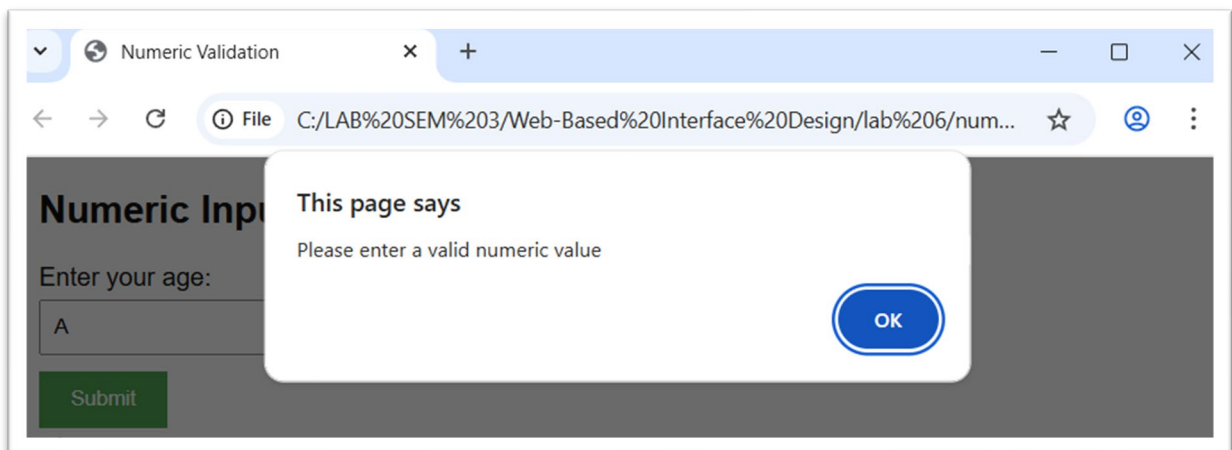 Numeric Validation
File C:/LAB%20SEM%203/Web-Based%20Interface%20Design/lab%206/num...
This page says
Numeric Inpu
Please enter a valid numeric value
Enter your age:
A
OK
Submit